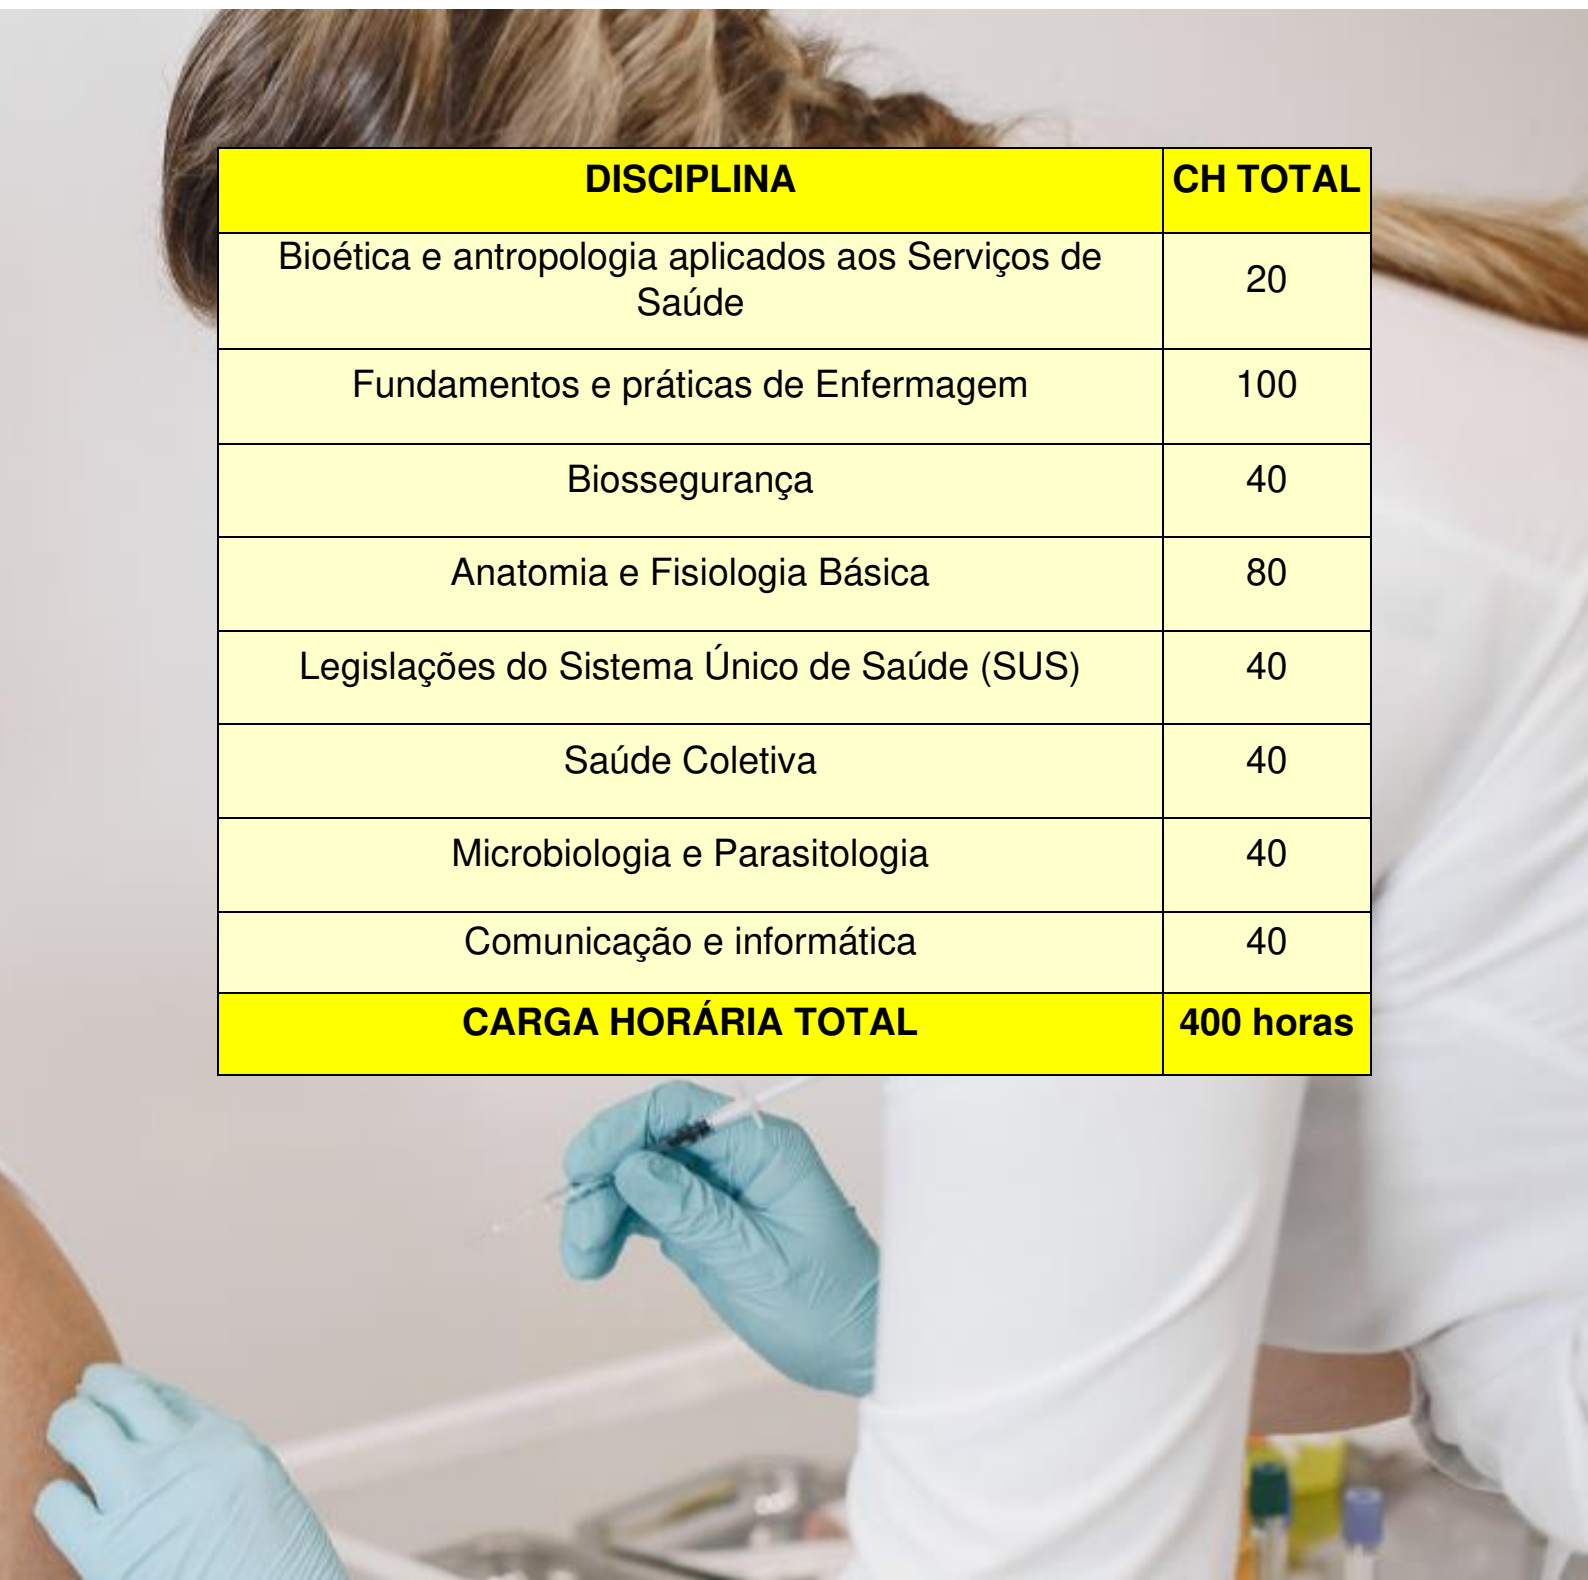 DISCIPLINA CH TOTAL
Bioética e antropologia aplicados aos Serviços de
Saúde 20
Fundamentos e práticas de Enfermagem 100
Biossegurança 40
Anatomia e Fisiologia Básica 80
Legislações do Sistema Único de Saúde (SUS) 40
Saúde Coletiva 40
Microbiologia e Parasitologia 40
Comunicação e informática 40
CARGA HORÁRIA TOTAL 400 horas